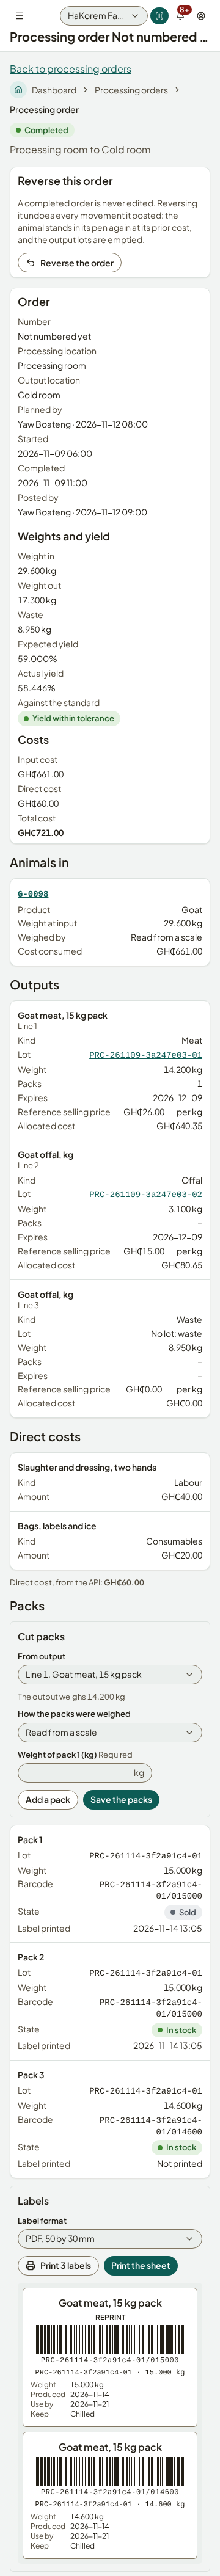 HaKorem Fa...
8+
Processing order Not numbered ...
Back to processing orders
Dashboard > Processing orders >
Processing order
Completed
Processing room to Cold room
Reverse this order
A completed order is never edited. Reversing
it undoes every movement it posted: the
animal stands in its pen again at its prior cost,
and the output lots are emptied.
Reverse the order
Order
Number
Not numbered yet
Processing location
Processing room
Output location
Cold room
Planned by
Yaw Boateng · 2026-11-12 08:00
Started
2026-11-09 06:00
Completed
2026-11-09 11:00
Posted by
Yaw Boateng · 2026-11-12 09:00
Weights and yield
Weight in
29.600 kg
Weight out
17.300 kg
Waste
8.950 kg
Expected yield
59.000%
Actual yield
58.446%
Against the standard
Yield within tolerance
Costs
Input cost
GH₵661.00
Direct cost
GH₵60.00
Total cost
GH₵721.00
Animals in
G-0098
Product Goat
Weight at input 29.600 kg
Weighed by Read from a scale
Cost consumed GH₵661.00
Outputs
Goat meat, 15 kg pack
Line 1
Kind Meat
Lot PRC-261109-3a247e03-01
Weight 14.200 kg
Packs 1
Expires 2026-12-09
Reference selling price GH₵26.00 per kg
Allocated cost GH₵640.35
Goat offal, kg
Line 2
Kind Offal
Lot PRC-261109-3a247e03-02
Weight 3.100 kg
Packs –
Expires 2026-12-09
Reference selling price GH₵15.00 per kg
Allocated cost GH₵80.65
Goat offal, kg
Line 3
Kind Waste
Lot No lot: waste
Weight 8.950 kg
Packs –
Expires –
Reference selling price GH₵0.00 per kg
Allocated cost GH₵0.00
Direct costs
Slaughter and dressing, two hands
Kind Labour
Amount GH₵40.00
Bags, labels and ice
Kind Consumables
Amount GH₵20.00
Direct cost, from the API: GH₵60.00
Packs
Cut packs
From output
Line 1, Goat meat, 15 kg pack
The output weighs 14.200 kg
How the packs were weighed
Read from a scale
Weight of pack 1 (kg) Required
kg
Add a pack
Save the packs
Pack 1
Lot PRC-261114-3f2a91c4-01
Weight 15.000 kg
Barcode PRC-261114-3f2a91c4-
01/015000
State Sold
Label printed 2026-11-14 13:05
Pack 2
Lot PRC-261114-3f2a91c4-01
Weight 15.000 kg
Barcode PRC-261114-3f2a91c4-
01/015000
State In stock
Label printed 2026-11-14 13:05
Pack 3
Lot PRC-261114-3f2a91c4-01
Weight 14.600 kg
Barcode PRC-261114-3f2a91c4-
01/014600
State In stock
Label printed Not printed
Labels
Label format
PDF, 50 by 30 mm
Print 3 labels
Print the sheet
Goat meat, 15 kg pack
REPRINT
PRC-261114-3f2a91c4-01/015000
PRC-261114-3f2a91c4-01 · 15.000 kg
Weight 15.000 kg
Produced 2026-11-14
Use by 2026-11-21
Keep Chilled
Goat meat, 15 kg pack
PRC-261114-3f2a91c4-01/014600
PRC-261114-3f2a91c4-01 · 14.600 kg
Weight 14.600 kg
Produced 2026-11-14
Use by 2026-11-21
Keep Chilled